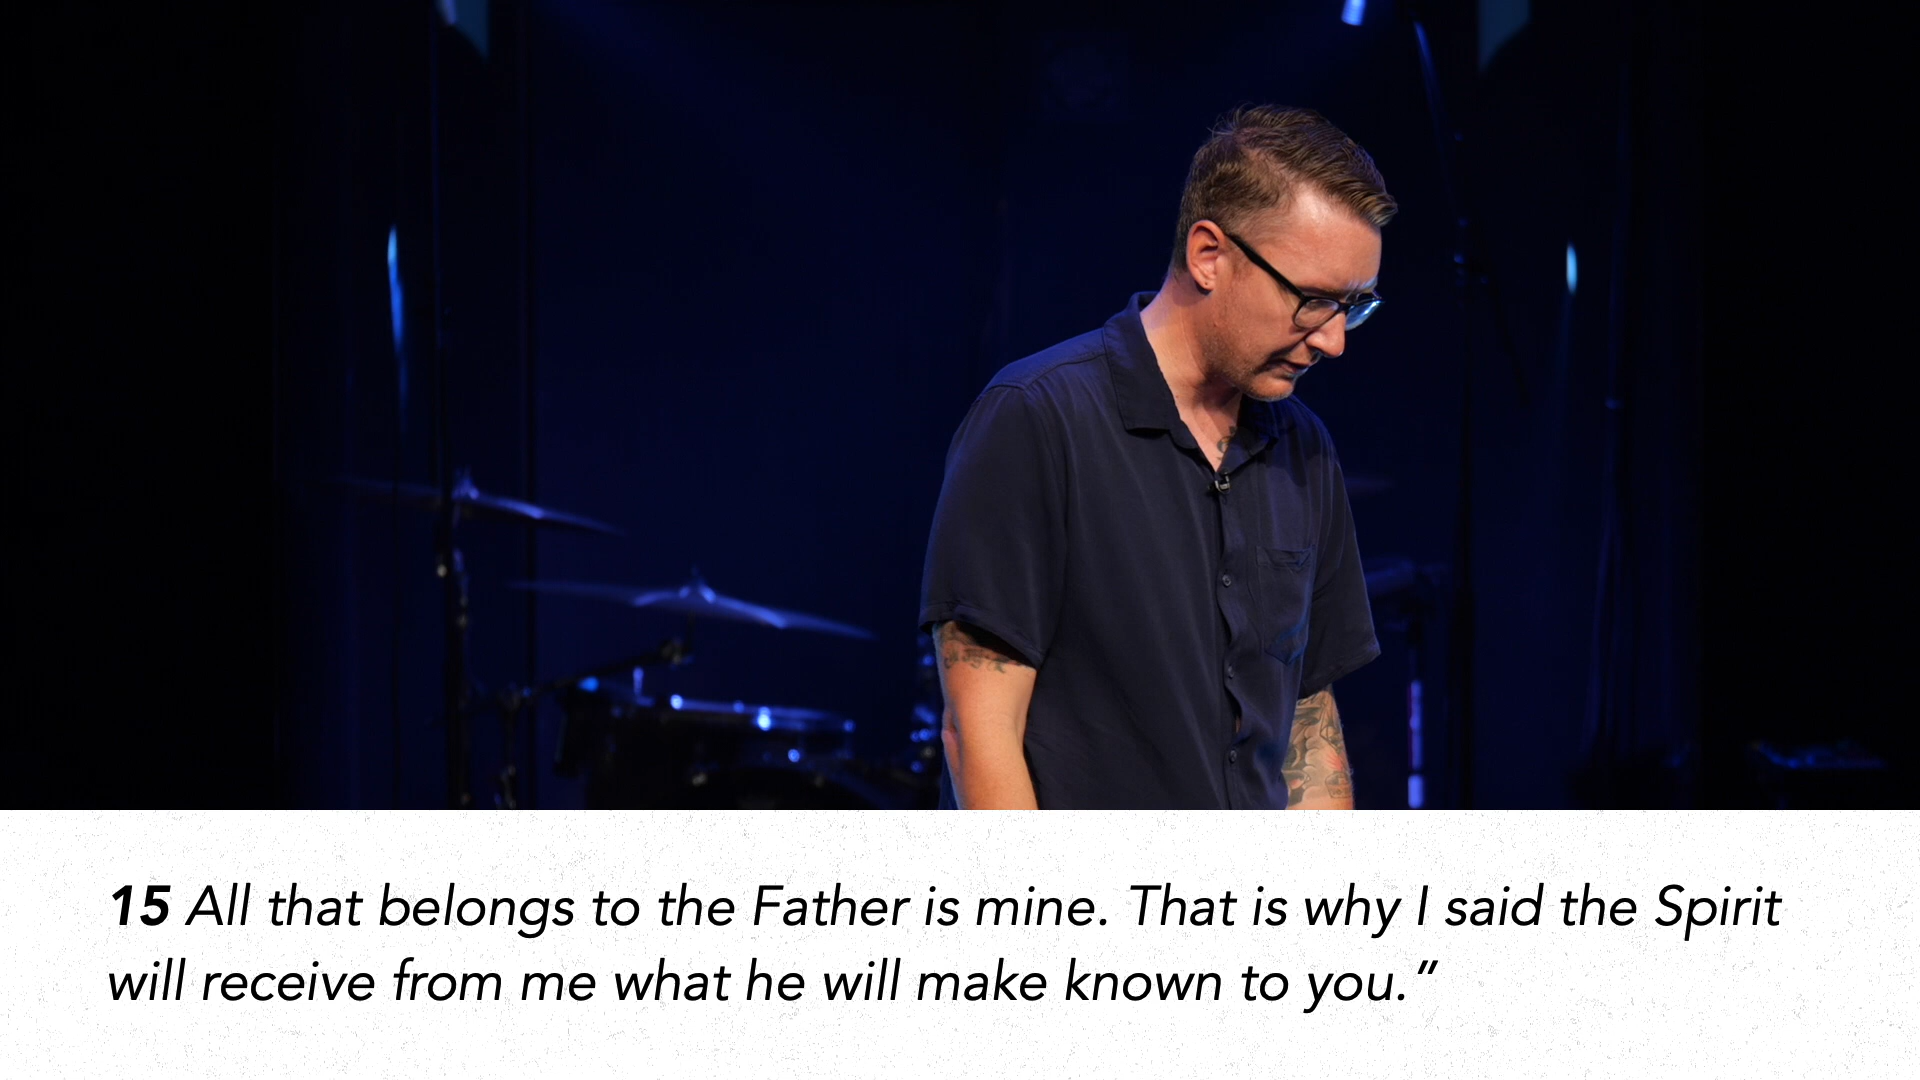 15 All that belongs to the Father is mine. That is why I said the Spirit
will receive from me what he will make known to you.”